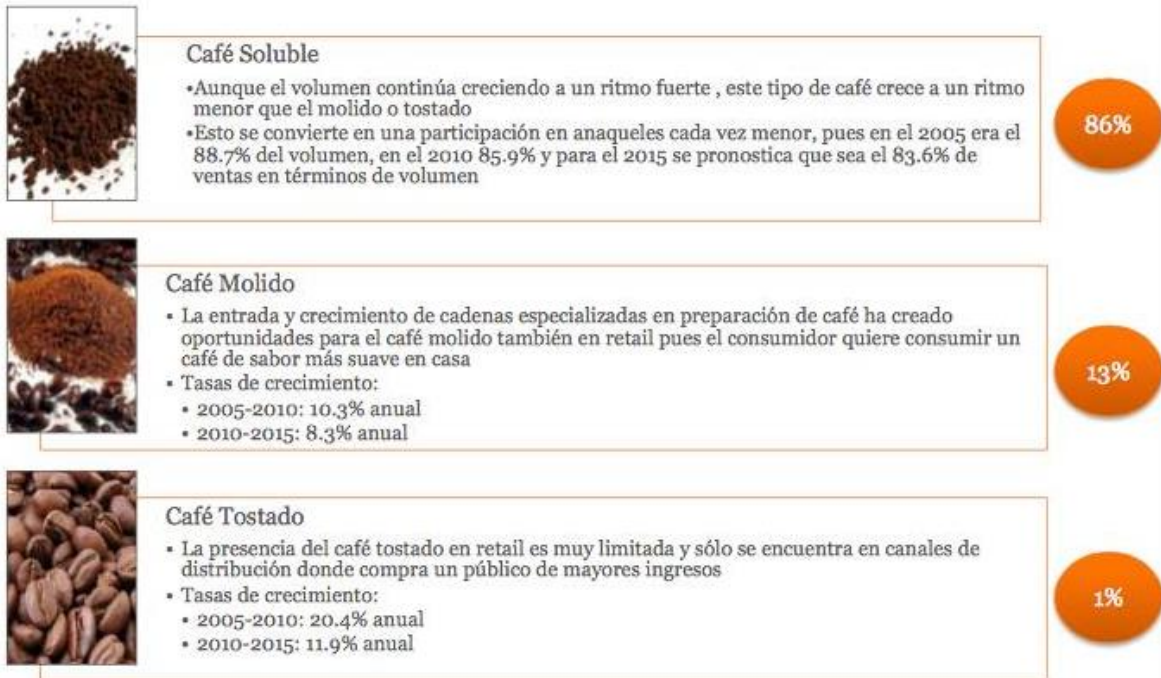 Café Soluble
•Aunque el volumen continúa creciendo a un ritmo fuerte , este tipo de café crece a un ritmo
menor que el molido o tostado
•Esto se convierte en una participación en anaqueles cada vez menor, pues en el 2005 era el
88.7% del volumen, en el 2010 85.9% y para el 2015 se pronostica que sea el 83.6% de
ventas en términos de volumen
86%
Café Molido
▪ La entrada y crecimiento de cadenas especializadas en preparación de café ha creado
oportunidades para el café molido también en retail pues el consumidor quiere consumir un
café de sabor más suave en casa
▪ Tasas de crecimiento:
▪ 2005-2010: 10.3% anual
▪ 2010-2015: 8.3% anual
13%
Café Tostado
▪ La presencia del café tostado en retail es muy limitada y sólo se encuentra en canales de
distribución donde compra un público de mayores ingresos
▪ Tasas de crecimiento:
▪ 2005-2010: 20.4% anual
▪ 2010-2015: 11.9% anual
1%